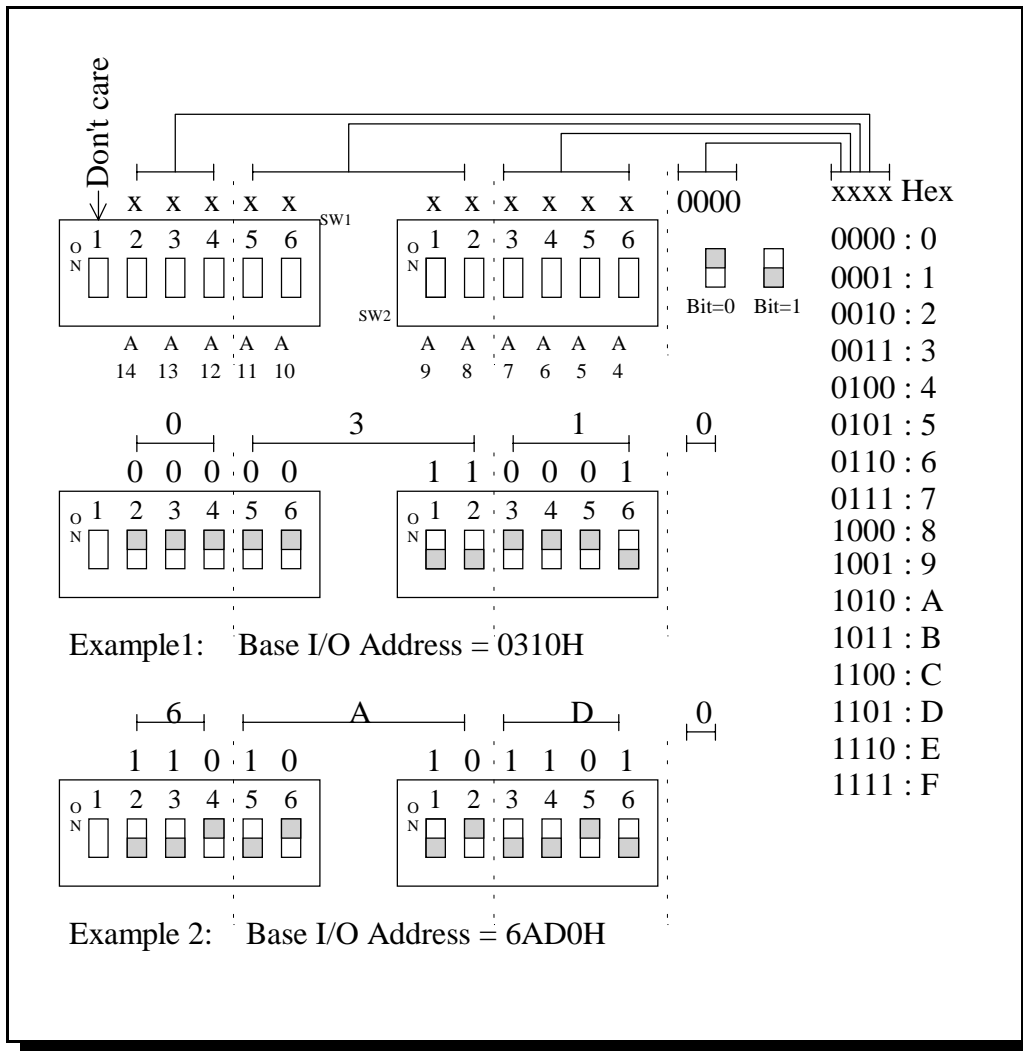 Don't care
x x x x x x x x x x x 0000 xxxx Hex
SW1
O N 1 2 3 4 5 6
O N 1 2 3 4 5 6
SW2
Bit=0 Bit=1
A A A A A A A A A A A
14 13 12 11 10 9 8 7 6 5 4
0000 : 0
0001 : 1
0010 : 2
0011 : 3
0100 : 4
0101 : 5
0110 : 6
0111 : 7
1000 : 8
1001 : 9
1010 : A
1011 : B
1100 : C
1101 : D
1110 : E
1111 : F
0 3 1 0
0 0 0 0 0 1 1 0 0 0 1
O N 1 2 3 4 5 6
O N 1 2 3 4 5 6
Example1: Base I/O Address = 0310H
6 A D 0
1 1 0 1 0 1 0 1 1 0 1
O N 1 2 3 4 5 6
O N 1 2 3 4 5 6
Example 2: Base I/O Address = 6AD0H